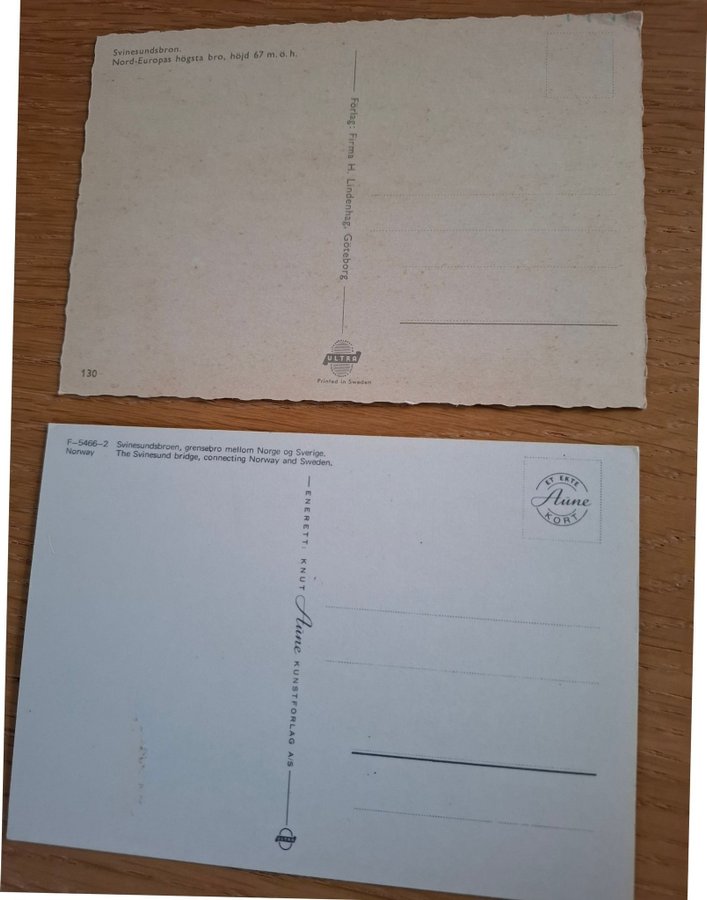 Svinesundsbron.
Nord-Europas högsta bro, höjd 67 m. ö. h.
Förlag: Firma H. Lindenhag, Göteborg
130
ULTRA
Printed in Sweden
F-5466-2 Svinesundsbroen, grensebro mellom Norge og Sverige.
Norway The Svinesund bridge, connecting Norway and Sweden.
ET EKTE
Aune
KORT
ENERETT: KNUT Aune KUNSTFORLAG A/S
ULTRA